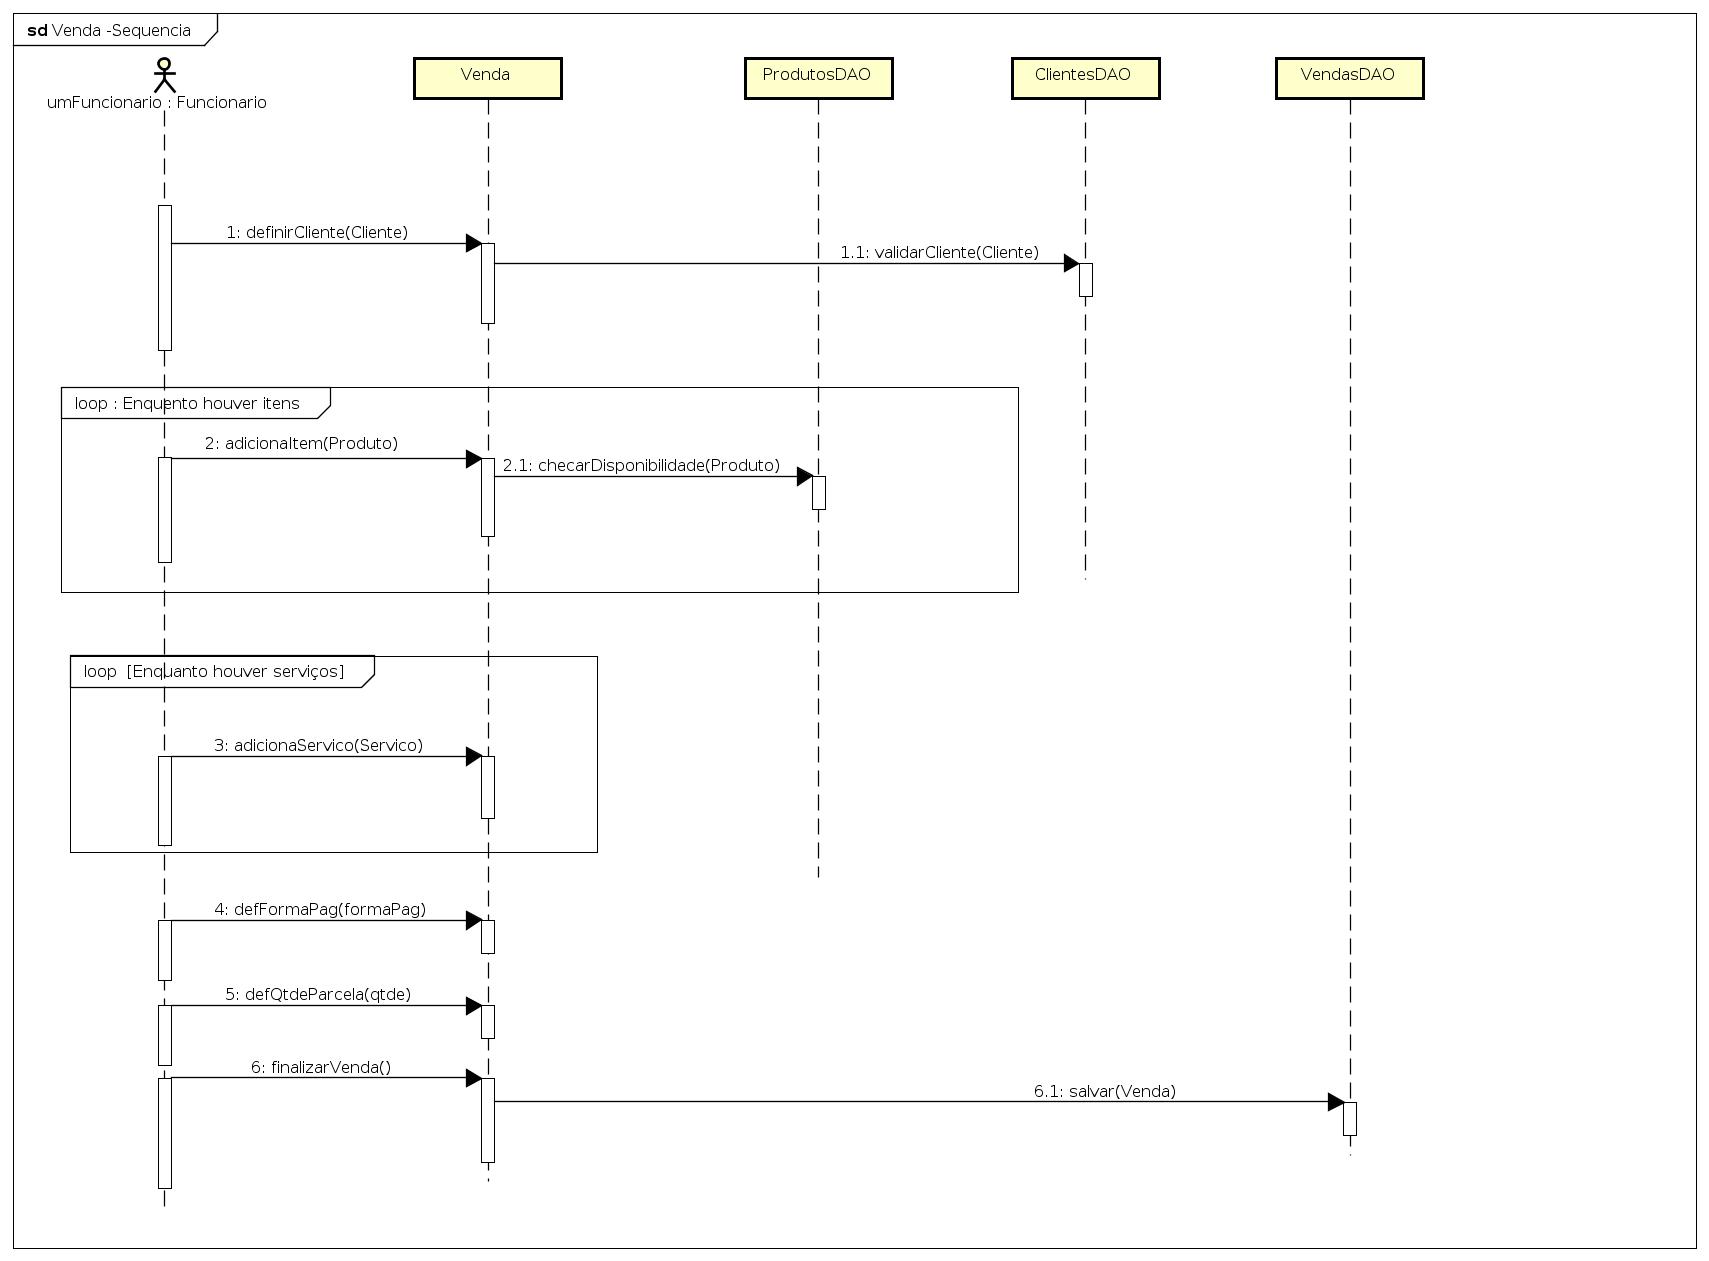 sd Venda -Sequencia
umFuncionario : Funcionario
Venda
ProdutosDAO
ClientesDAO
VendasDAO
1: definirCliente(Cliente)
1.1: validarCliente(Cliente)
loop : Enquento houver itens
2: adicionaItem(Produto)
2.1: checarDisponibilidade(Produto)
loop [Enquanto houver serviços]
3: adicionaServico(Servico)
4: defFormaPag(formaPag)
5: defQtdeParcela(qtde)
6: finalizarVenda()
6.1: salvar(Venda)